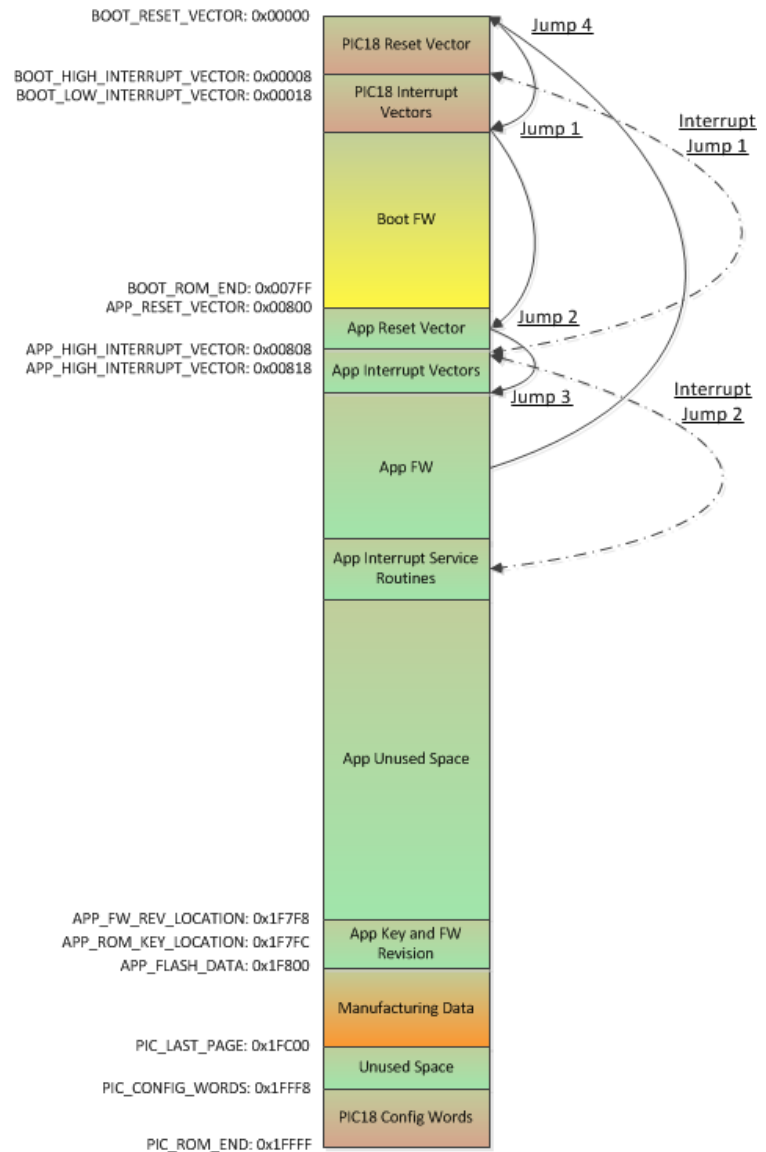 BOOT_RESET_VECTOR: 0x00000
Jump 4
PIC18 Reset Vector
BOOT_HIGH_INTERRUPT_VECTOR: 0x00008
BOOT_LOW_INTERRUPT_VECTOR: 0x00018
PIC18 Interrupt
Vectors
Jump 1
Interrupt
Jump 1
Boot FW
BOOT_ROM_END: 0x007FF
APP_RESET_VECTOR: 0x00800
App Reset Vector
Jump 2
APP_HIGH_INTERRUPT_VECTOR: 0x00808
APP_HIGH_INTERRUPT_VECTOR: 0x00818
App Interrupt Vectors
Jump 3
Interrupt
Jump 2
App FW
App Interrupt Service
Routines
App Unused Space
APP_FW_REV_LOCATION: 0x1F7F8
APP_ROM_KEY_LOCATION: 0x1F7FC
APP_FLASH_DATA: 0x1F800
App Key and FW
Revision
Manufacturing Data
PIC_LAST_PAGE: 0x1FC00
Unused Space
PIC_CONFIG_WORDS: 0x1FFF8
PIC18 Config Words
PIC_ROM_END: 0x1FFFF